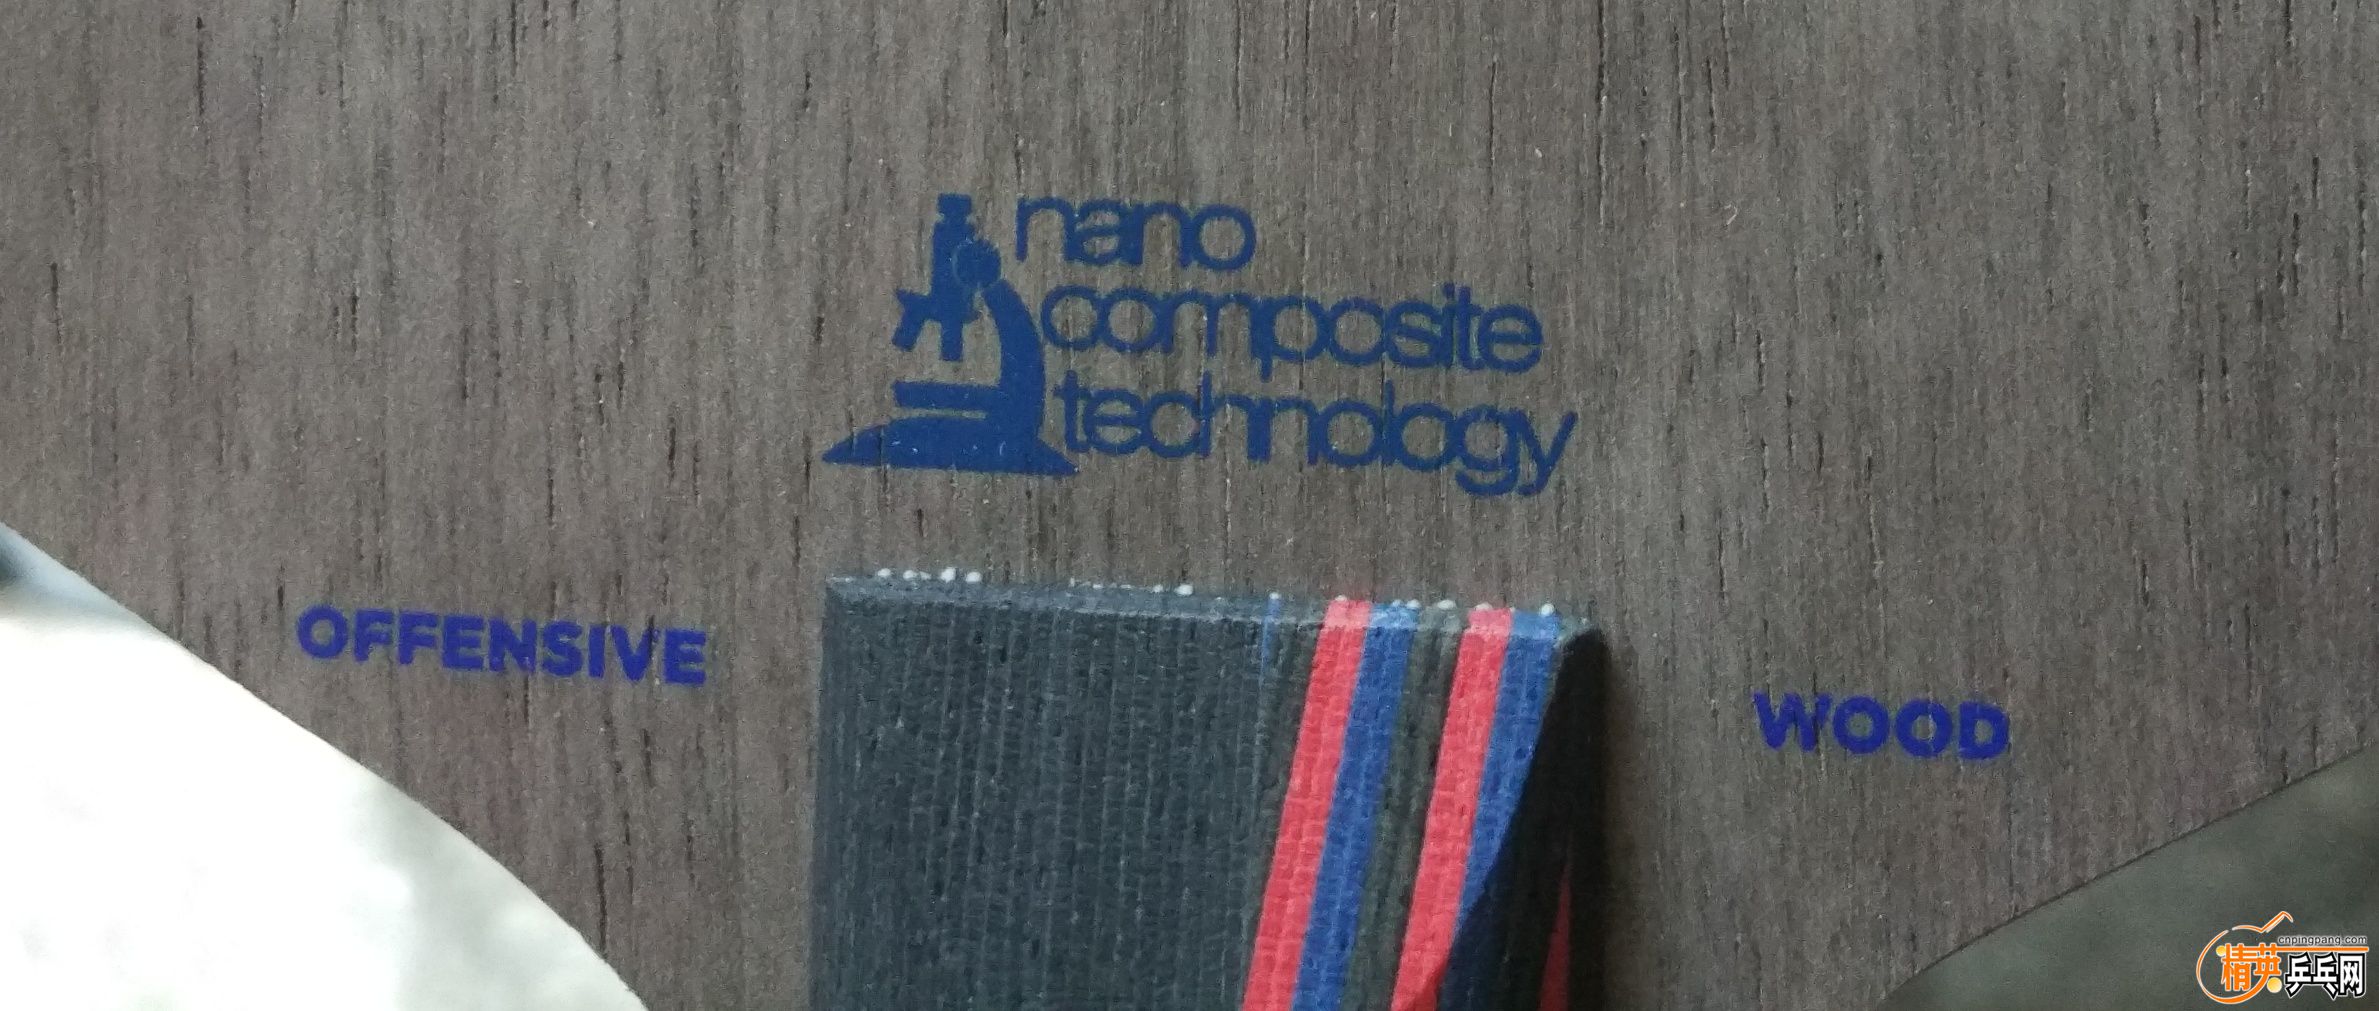 nano
composite
technology
OFFENSIVE
WOOD
cnpingpang.com
精英乒乓网